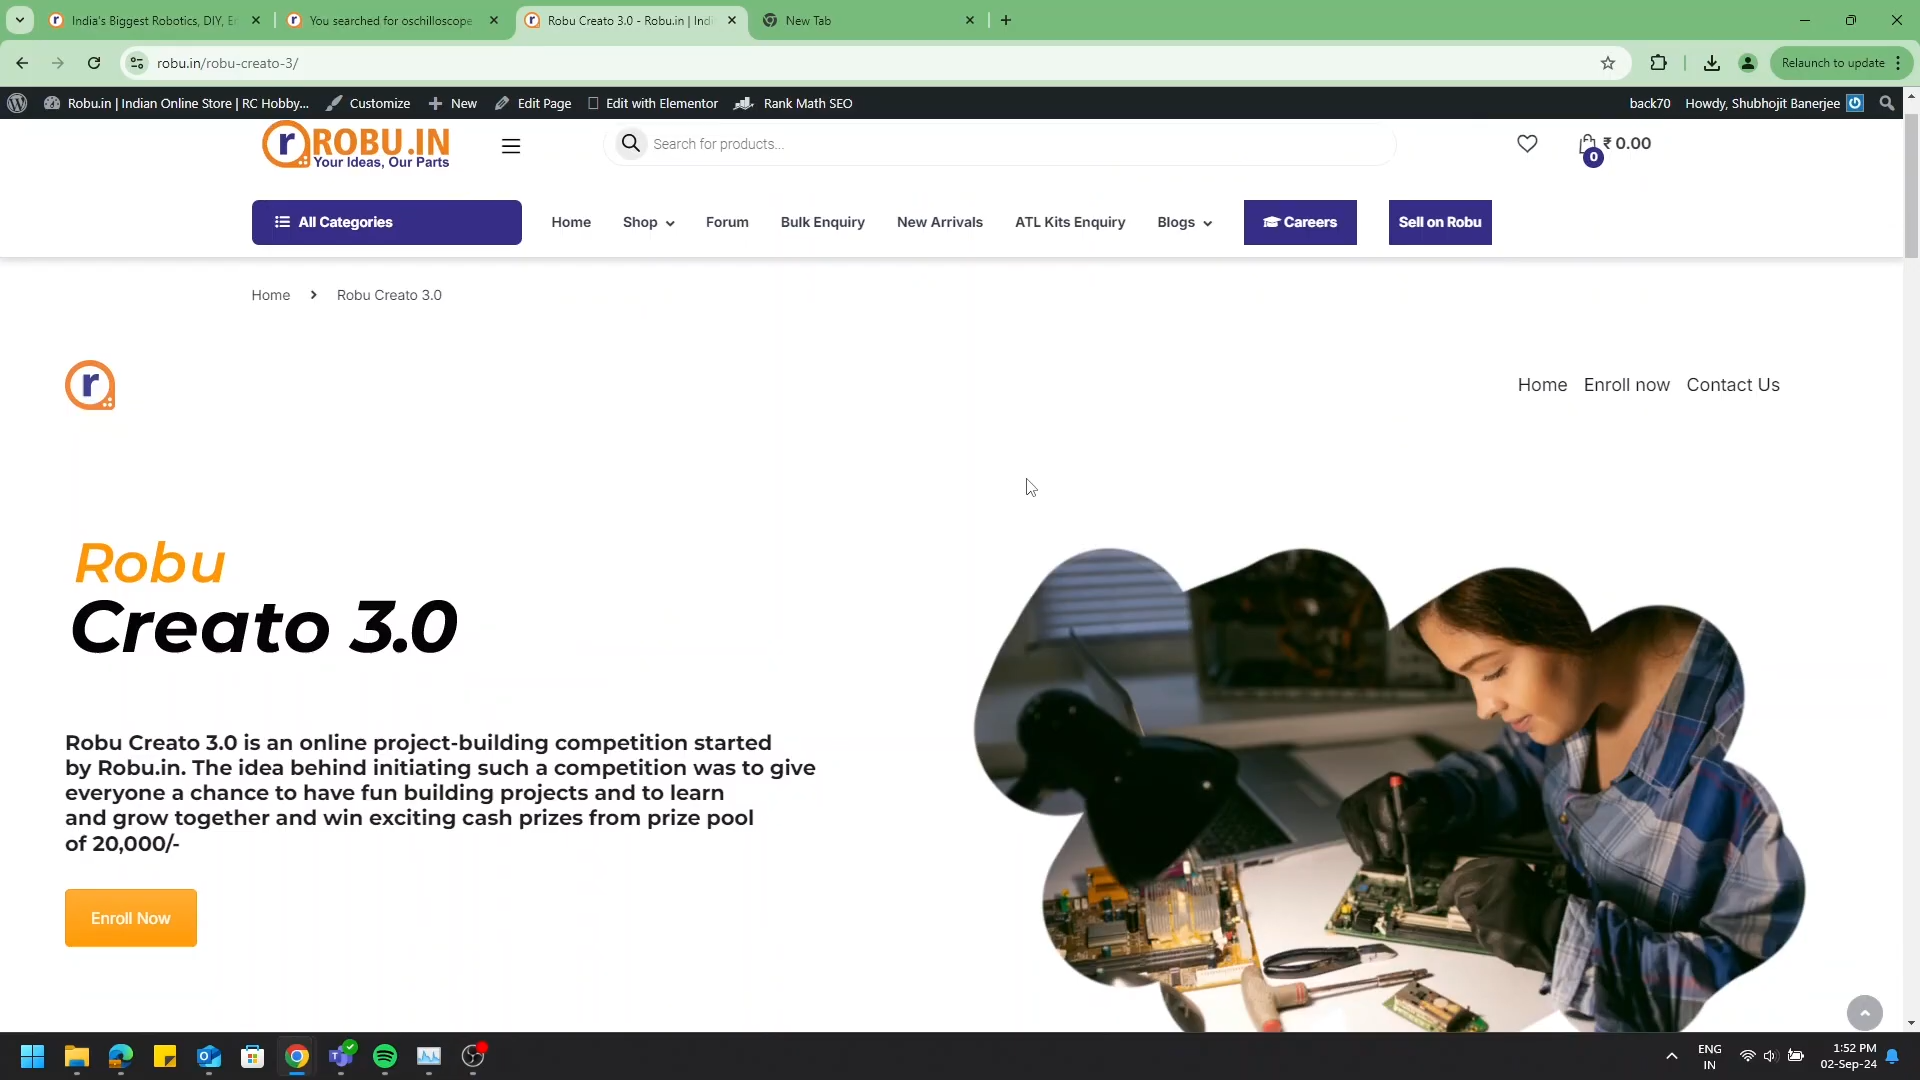 India's Biggest Robotics, DIY, E
You searched for oschilloscope
Robu Creato 3.0 - Robu.in | Indi
New Tab
robu.in/robu-creato-3/
Relaunch to update
Robu.in | Indian Online Store | RC Hobby...
Customize
New
Edit Page
Edit with Elementor
Rank Math SEO
back70
Howdy, Shubhojit Banerjee
r ROBU.IN
Your Ideas, Our Parts
Search for products...
₹ 0.00
0
All Categories
Home
Shop
Forum
Bulk Enquiry
New Arrivals
ATL Kits Enquiry
Blogs
Careers
Sell on Robu
Home
Robu Creato 3.0
r
Home
Enroll now
Contact Us
Robu
Creato 3.0
Robu Creato 3.0 is an online project-building competition started
by Robu.in. The idea behind initiating such a competition was to give
everyone a chance to have fun building projects and to learn
and grow together and win exciting cash prizes from prize pool
of 20,000/-
Enroll Now
ENG
IN
1:52 PM
02-Sep-24